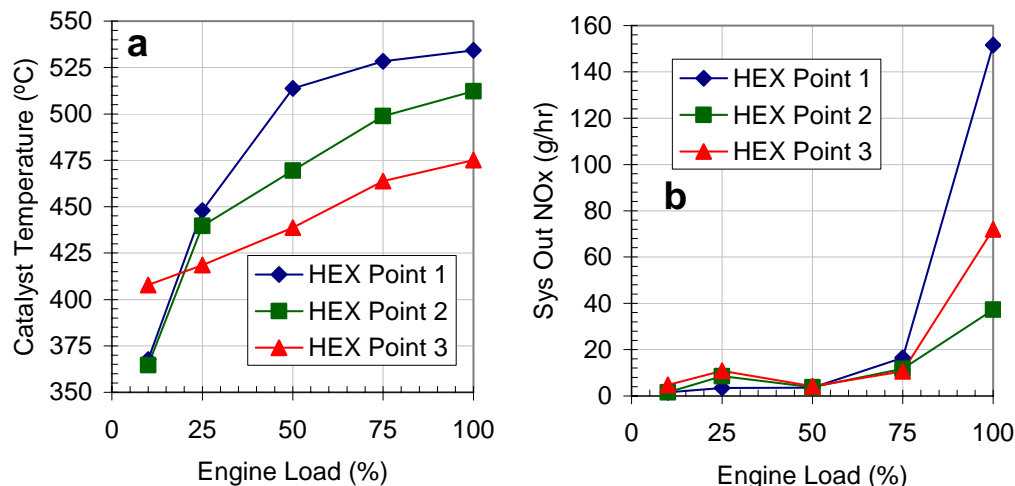 a
Catalyst Temperature (ºC)
550
525
500
475
450
425
400
375
350
0
25
50
75
100
Engine Load (%)
HEX Point 1
HEX Point 2
HEX Point 3
b
Sys Out NOx (g/hr)
160
140
120
100
80
60
40
20
0
0
25
50
75
100
Engine Load (%)
HEX Point 1
HEX Point 2
HEX Point 3